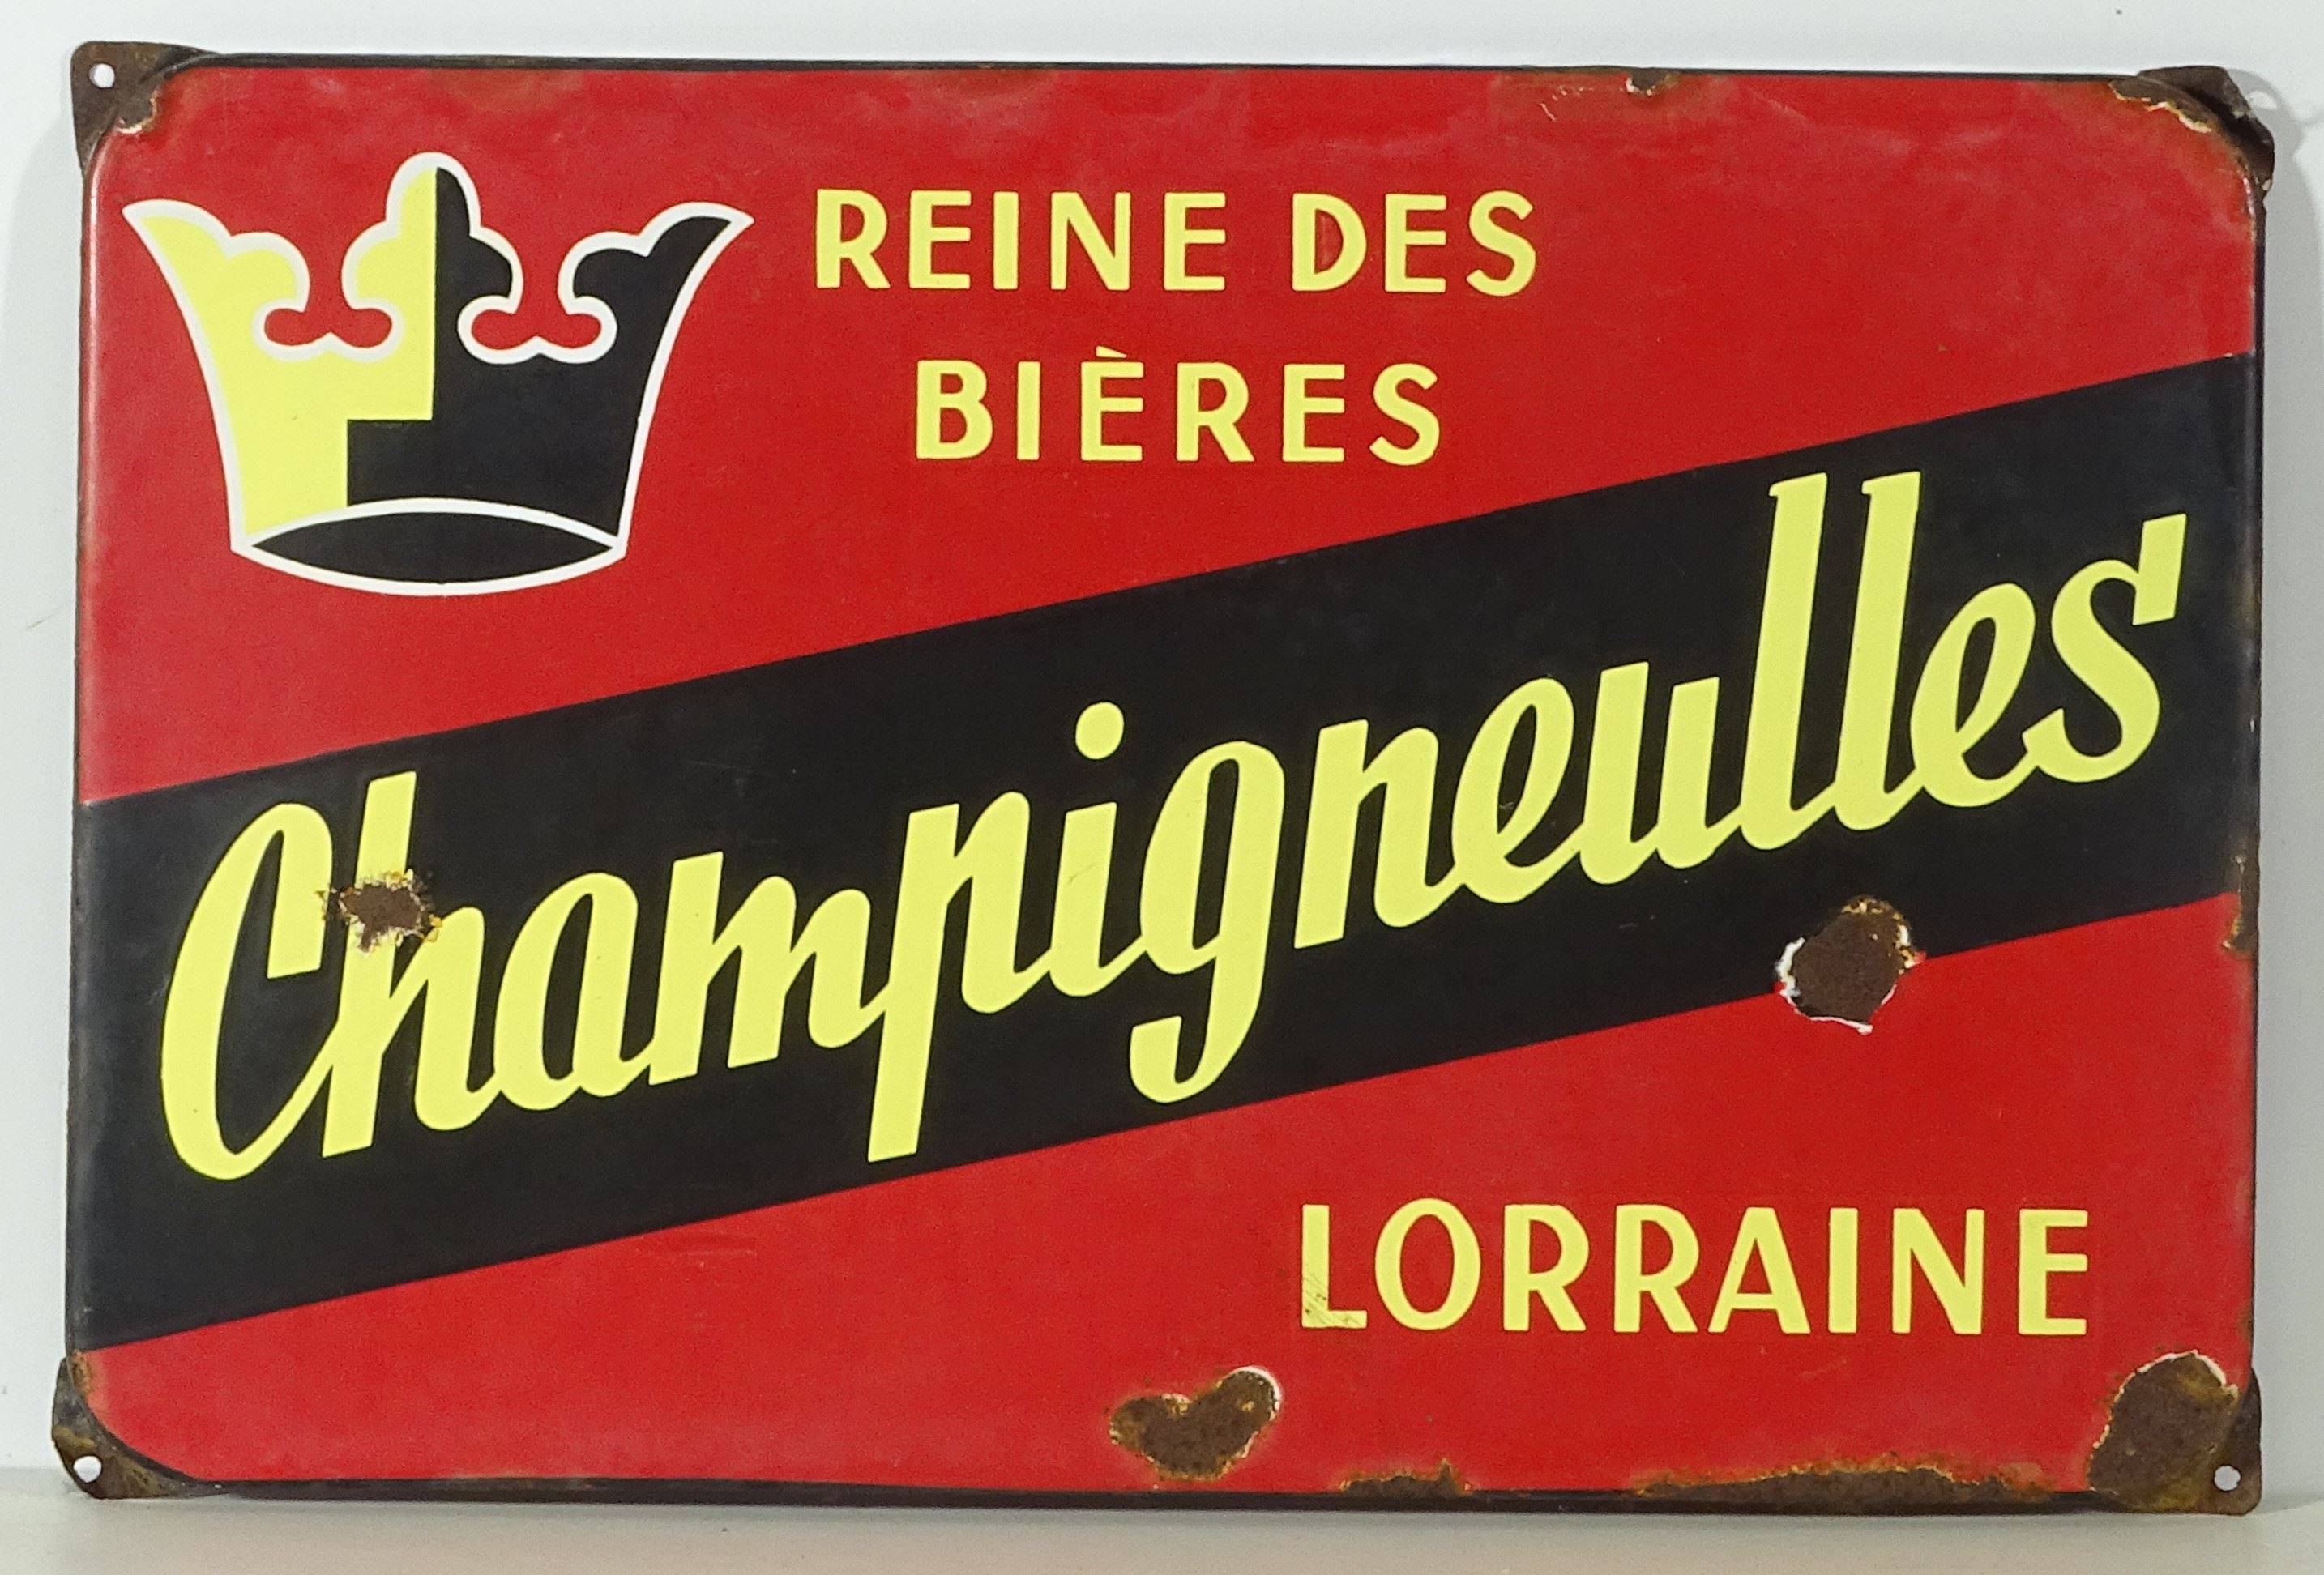 REINE DES
BIÈRES
Champigneulles
LORRAINE